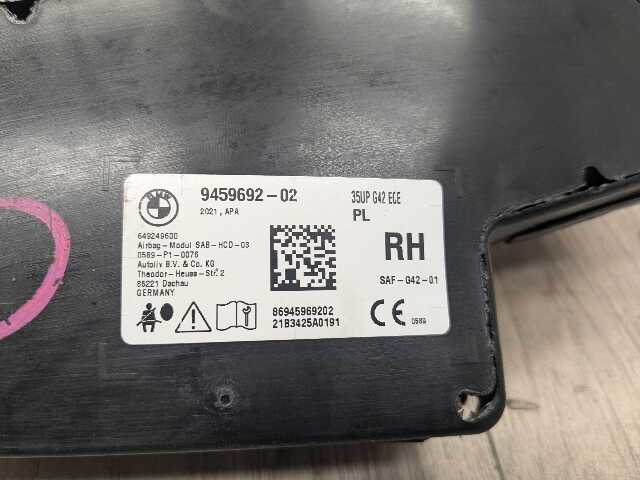 BMW
9459692-02
2021, APA
35UP G42 ECE
PL
649249600
Airbag-Modul SAB-HCD-03
0589-P1-0076
Autoliv B.V. & Co. KG
Theodor-Heuss-Str. 2
85221 Dachau
GERMANY
RH
SAF-G42-01
86945969202
21B3425A0191
CE 0589